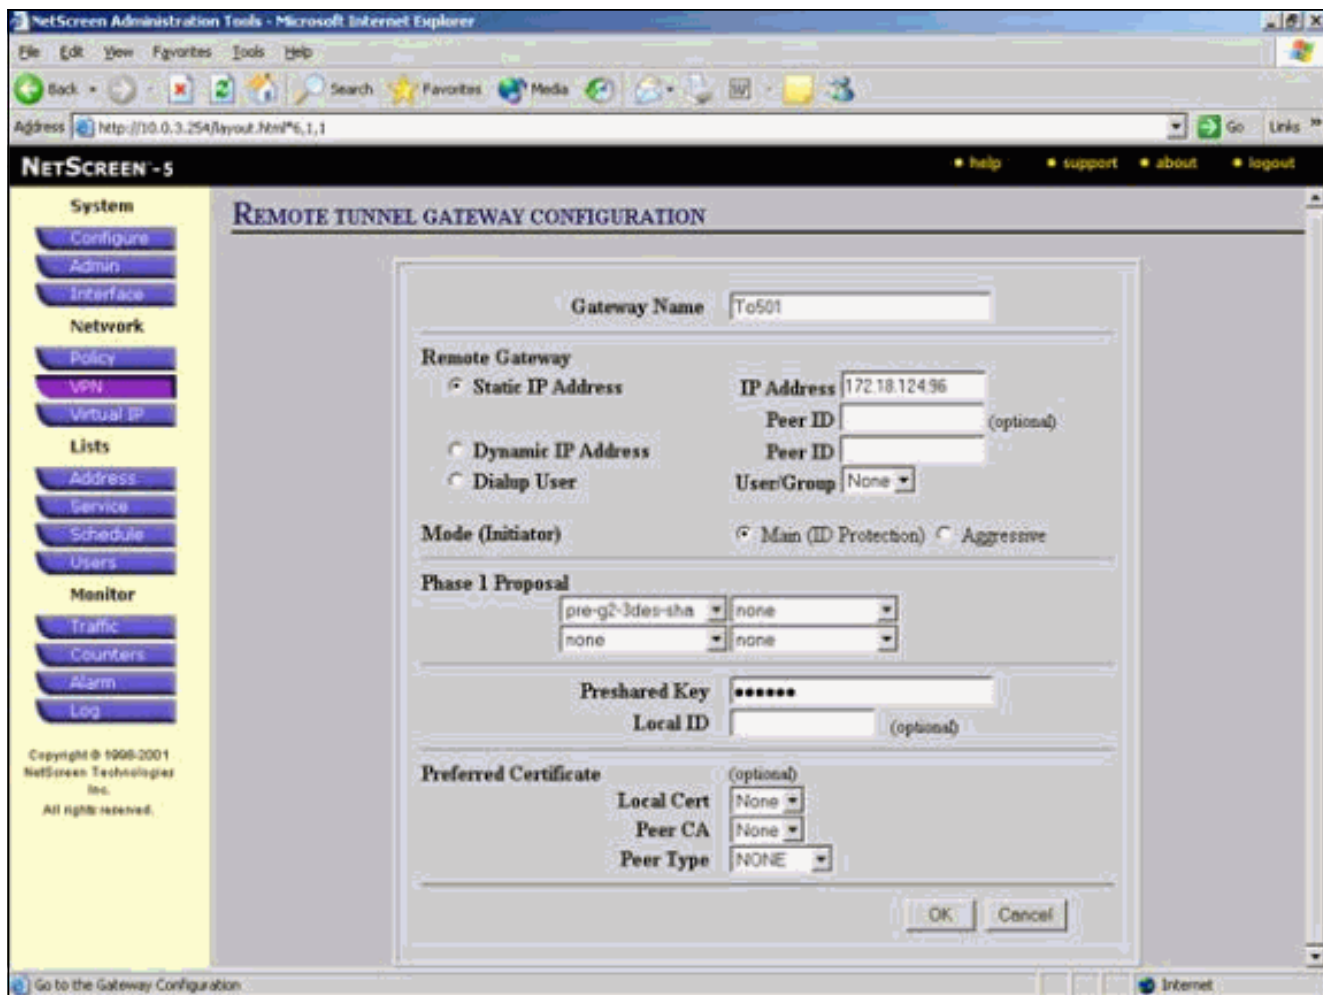 NetScreen Administration Tools - Microsoft Internet Explorer
File Edit View Favorites Tools Help
Back Search Favorites Media
Address http://10.0.3.254/layout.html*6,1,1 Go Links »
NETSCREEN-5
help support about logout
System
Configure
Admin
Interface
Network
Policy
VPN
Virtual IP
Lists
Address
Service
Schedule
Users
Monitor
Traffic
Counters
Alarm
Log
Copyright © 1998-2001
NetScreen Technologies
Inc.
All rights reserved.
REMOTE TUNNEL GATEWAY CONFIGURATION
Gateway Name To501
Remote Gateway
Static IP Address IP Address 172.18.124.96
Peer ID (optional)
Dynamic IP Address Peer ID
Dialup User User/Group None
Mode (Initiator) Main (ID Protection) Aggressive
Phase 1 Proposal
pre-g2-3des-sha none
none none
Preshared Key ••••••
Local ID (optional)
Preferred Certificate (optional)
Local Cert None
Peer CA None
Peer Type NONE
OK Cancel
Go to the Gateway Configuration Internet